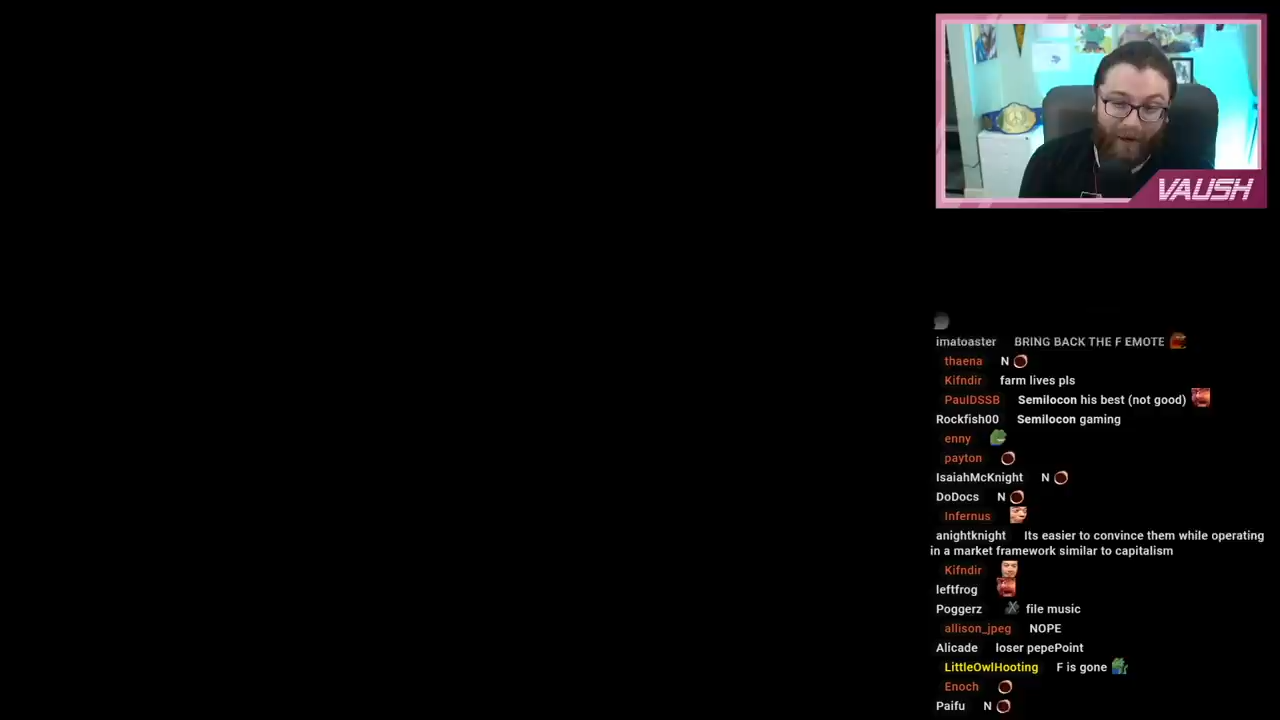 VAUSH
imatoaster BRING BACK THE F EMOTE
thaena N
Kifndir farm lives pls
PaulDSSB Semilocon his best (not good)
Rockfish00 Semilocon gaming
enny
payton
IsaiahMcKnight N
DoDocs N
Infernus
anightknight Its easier to convince them while operating
in a market framework similar to capitalism
Kifndir
leftfrog
Poggerz file music
allison_jpeg NOPE
Alicade loser pepePoint
LittleOwlHooting F is gone
Enoch
Paifu N